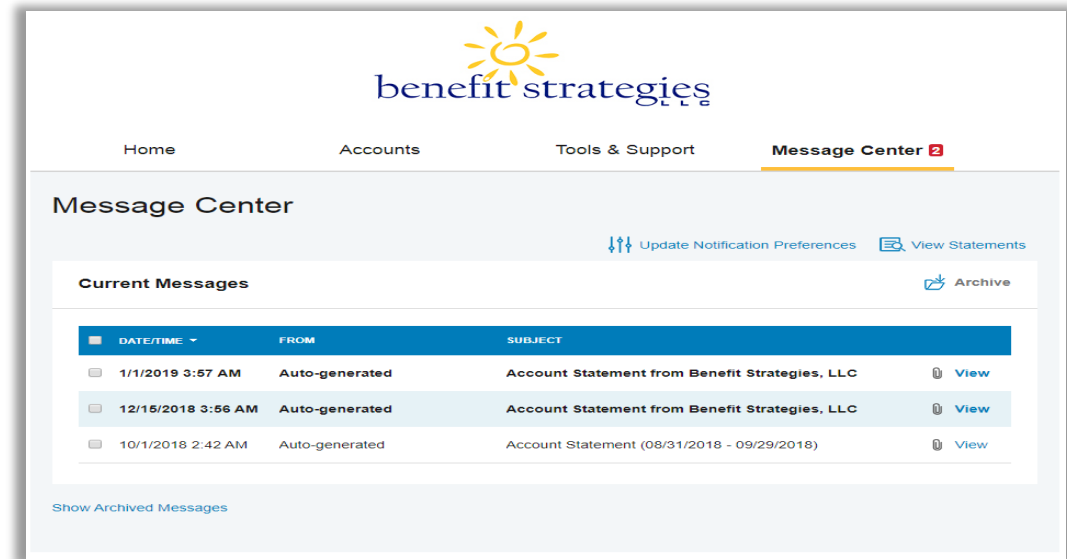 benefit strategies
LLC
Home Accounts Tools & Support Message Center 2
Message Center
Update Notification Preferences View Statements
Current Messages Archive
DATE/TIME FROM SUBJECT
1/1/2019 3:57 AM Auto-generated Account Statement from Benefit Strategies, LLC View
12/15/2018 3:56 AM Auto-generated Account Statement from Benefit Strategies, LLC View
10/1/2018 2:42 AM Auto-generated Account Statement (08/31/2018 - 09/29/2018) View
Show Archived Messages